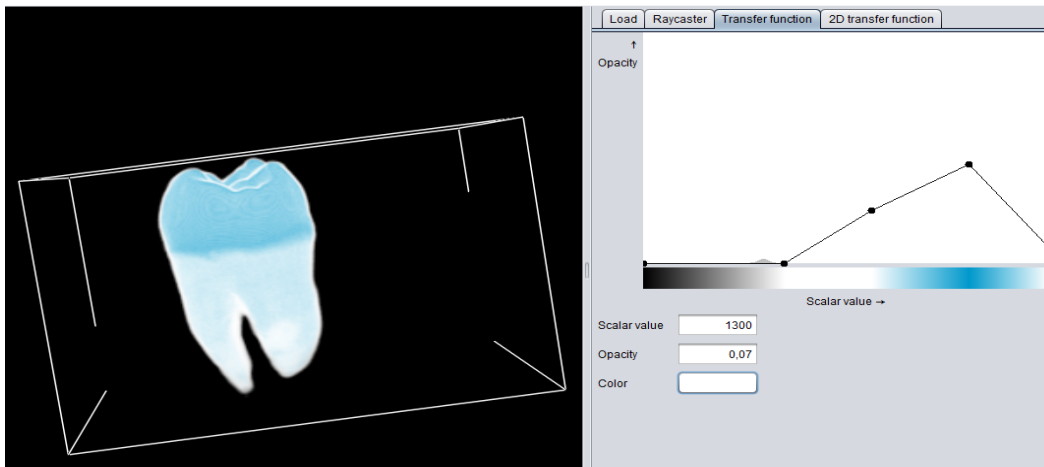 Load Raycaster Transfer function 2D transfer function
↑
Opacity
Scalar value →
Scalar value 1300
Opacity 0,07
Color